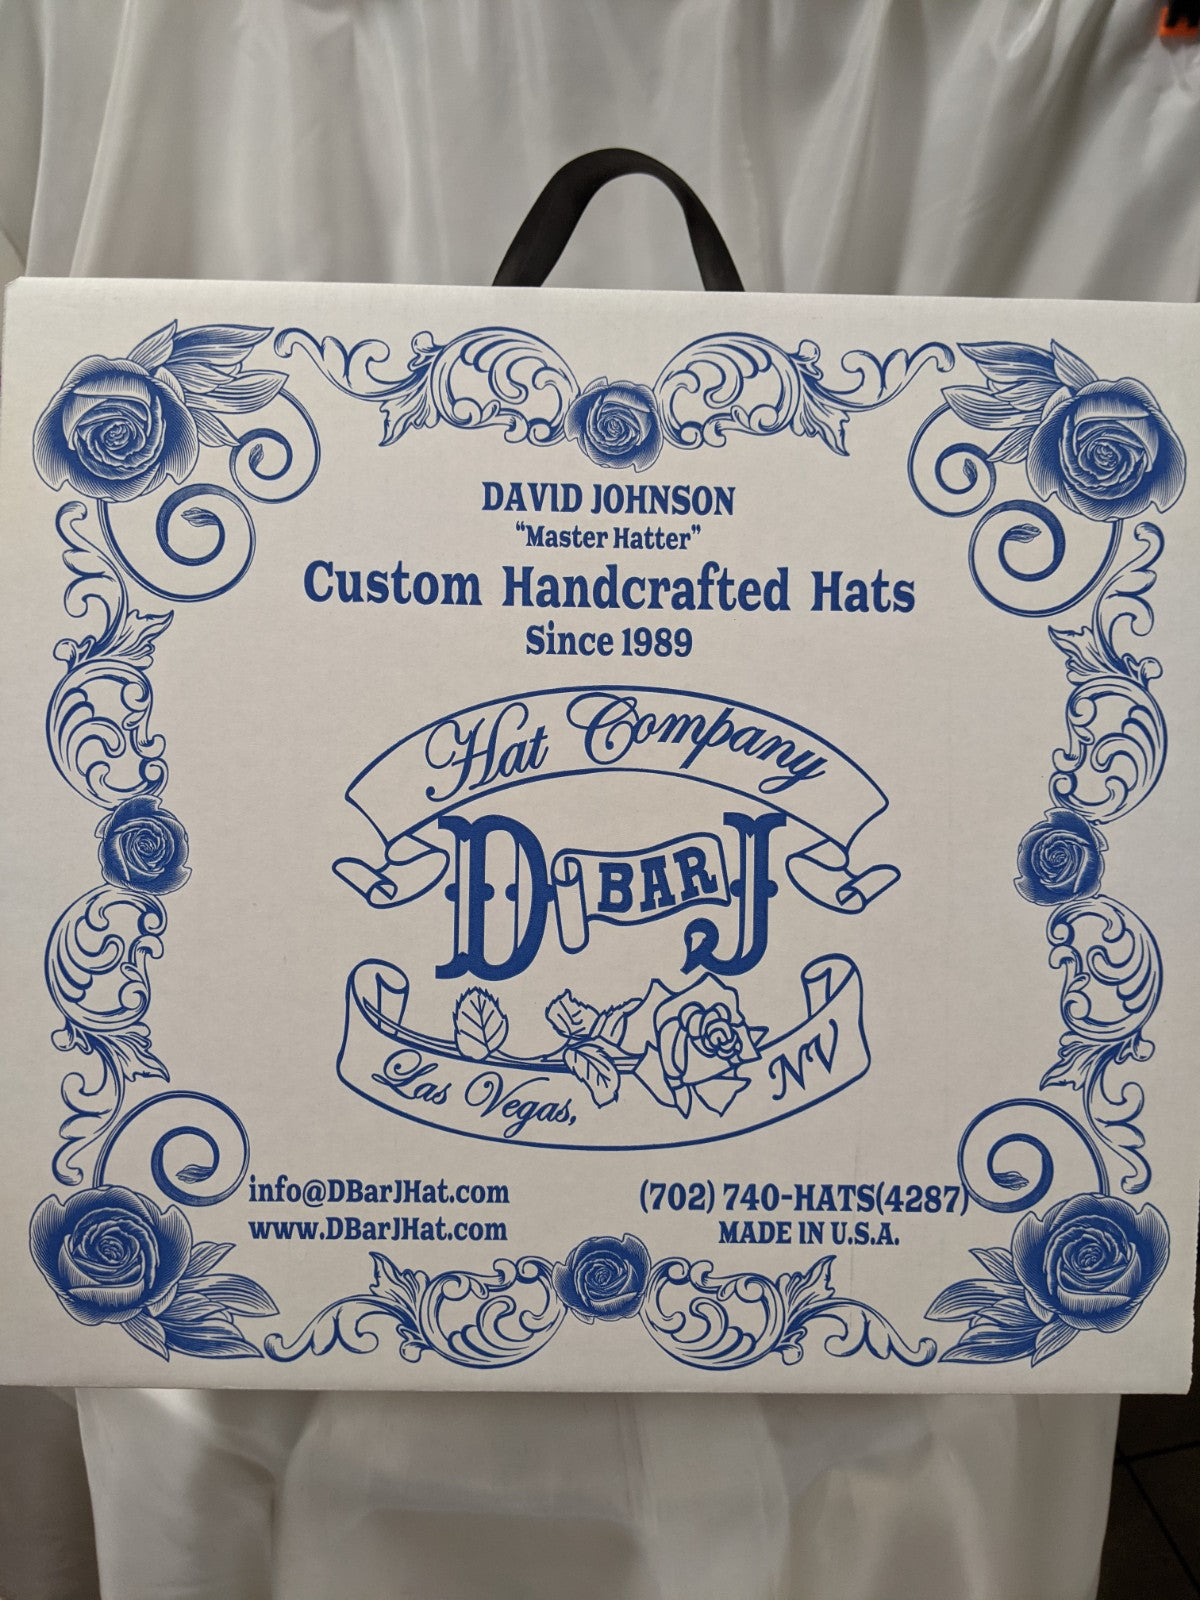 DAVID JOHNSON
“Master Hatter”
Custom Handcrafted Hats
Since 1989
Hat Company
D BAR J
Las Vegas, NV
info@DBarJHat.com
www.DBarJHat.com
(702) 740-HATS(4287)
MADE IN U.S.A.